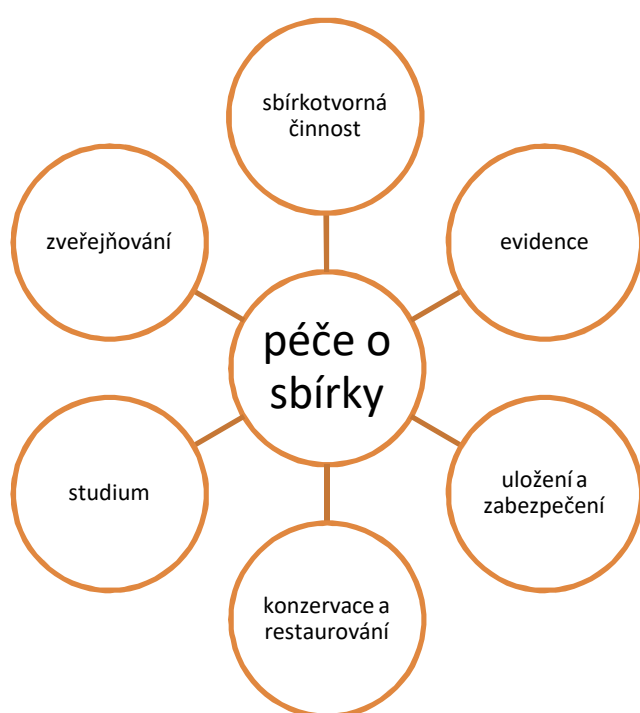 sbírkotvorná
činnost
zveřejňování
evidence
péče o
sbírky
studium
uložení a
zabezpečení
konzervace a
restaurování